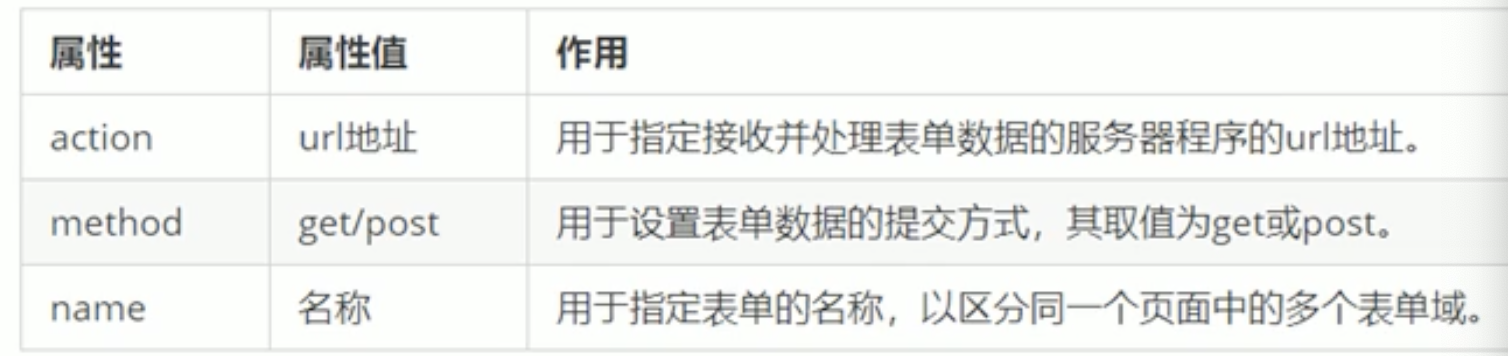 属性 属性值 作用
action url地址 用于指定接收并处理表单数据的服务器程序的url地址。
method get/post 用于设置表单数据的提交方式，其取值为get或post。
name 名称 用于指定表单的名称，以区分同一个页面中的多个表单域。